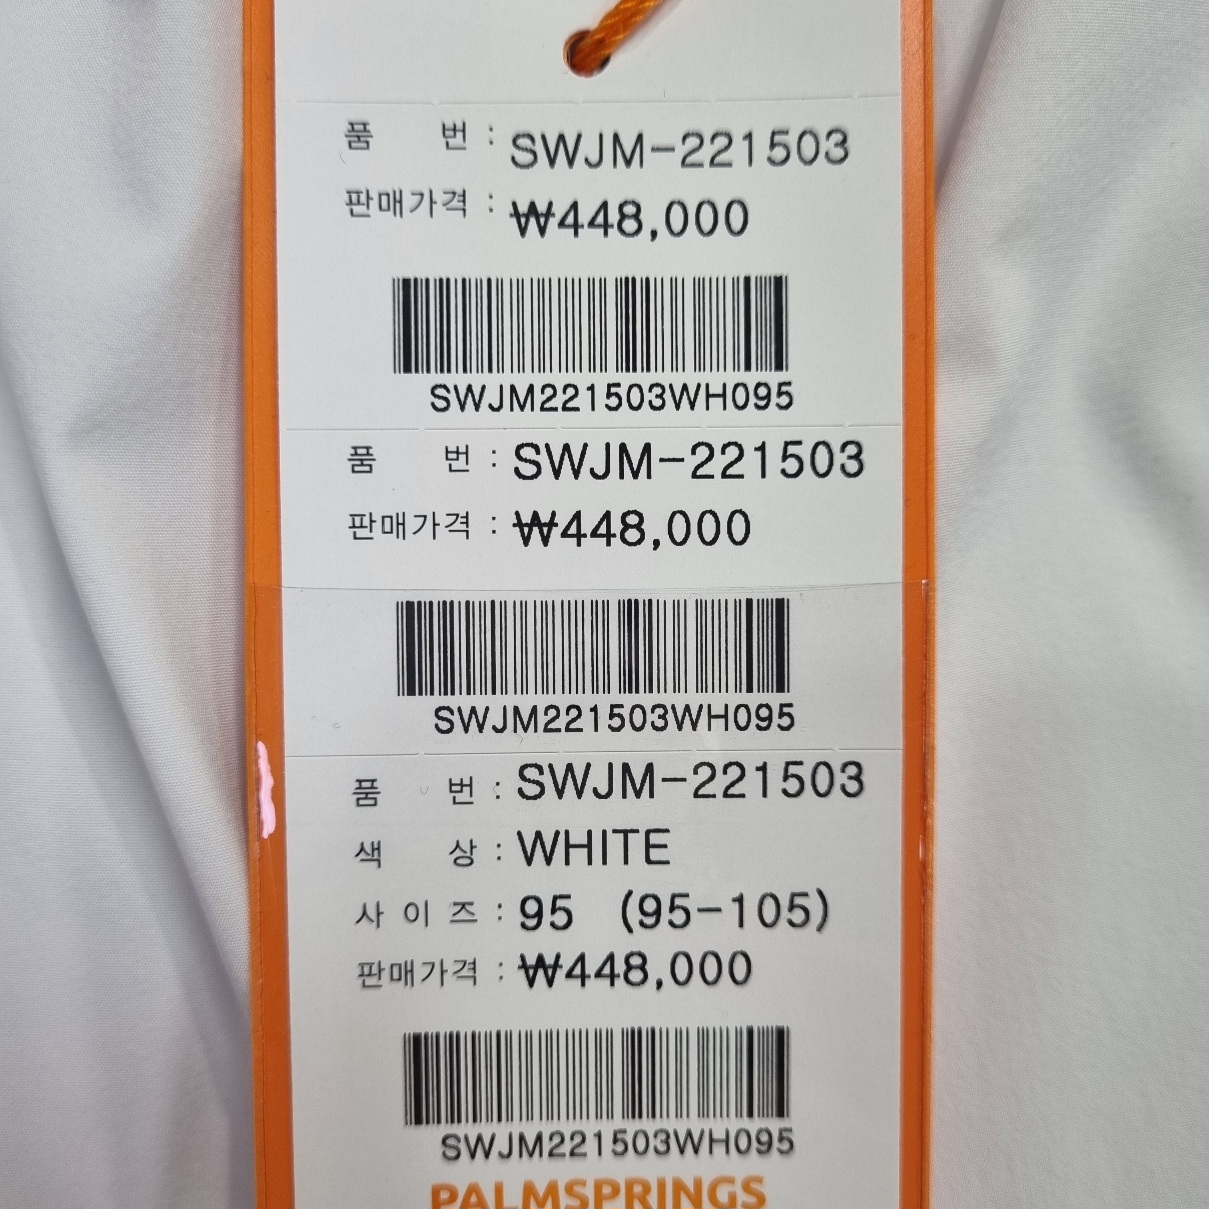 품 번 : SWJM-221503
판매가격 : ₩448,000
SWJM221503WH095
품 번 : SWJM-221503
판매가격 : ₩448,000
SWJM221503WH095
품 번 : SWJM-221503
색 상 : WHITE
사 이 즈 : 95 (95-105)
판매가격 : ₩448,000
SWJM221503WH095
PALMSPRINGS